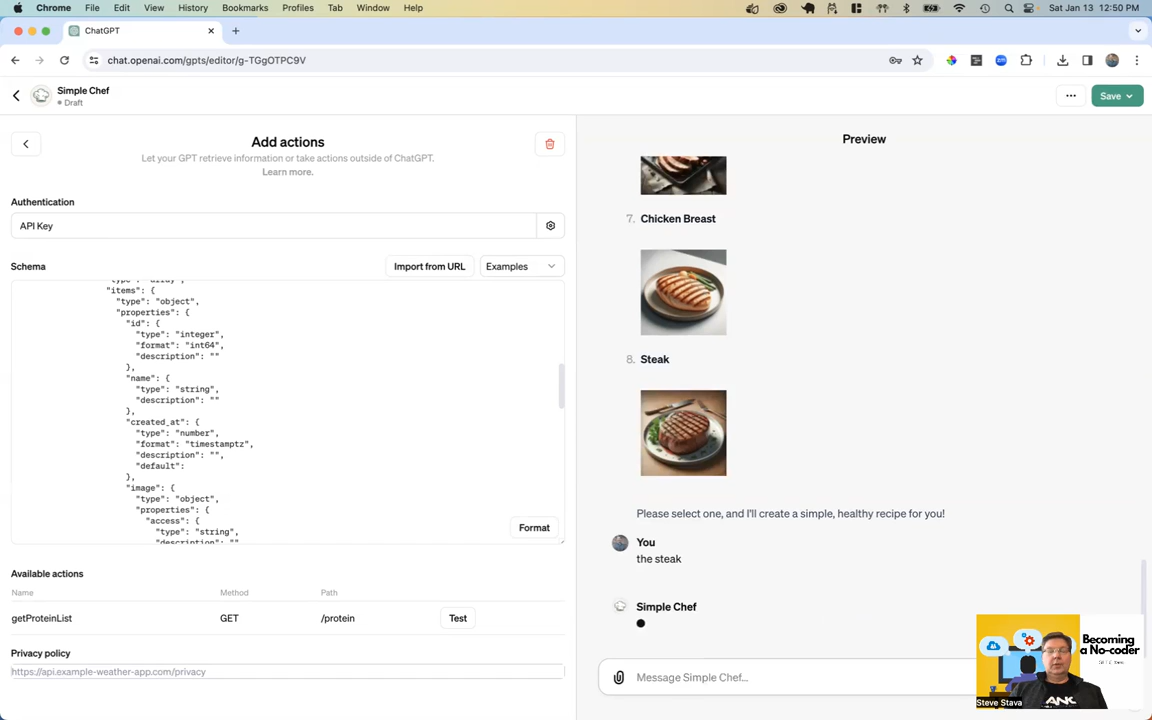 Chrome File Edit View History Bookmarks Profiles Tab Window Help Sat Jan 13 12:50 PM
ChatGPT
chat.openai.com/gpts/editor/g-TGgOTPC9V
Simple Chef
Draft
Save
Add actions
Let your GPT retrieve information or take actions outside of ChatGPT.
Learn more.
Authentication
API Key
Schema
Import from URL
Examples
"items": {
"type": "object",
"properties": {
"id": {
"type": "integer",
"format": "int64",
"description": ""
},
"name": {
"type": "string",
"description": ""
},
"created_at": {
"type": "number",
"format": "timestamptz",
"description": "",
"default":
},
"image": {
"type": "object",
"properties": {
"access": {
"type": "string",
"description": ""
Format
Available actions
Name Method Path
getProteinList GET /protein Test
Privacy policy
https://api.example-weather-app.com/privacy
Preview
7. Chicken Breast
8. Steak
Please select one, and I'll create a simple, healthy recipe for you!
You
the steak
Simple Chef
Message Simple Chef...
Becoming
a No-coder
Steve Stava